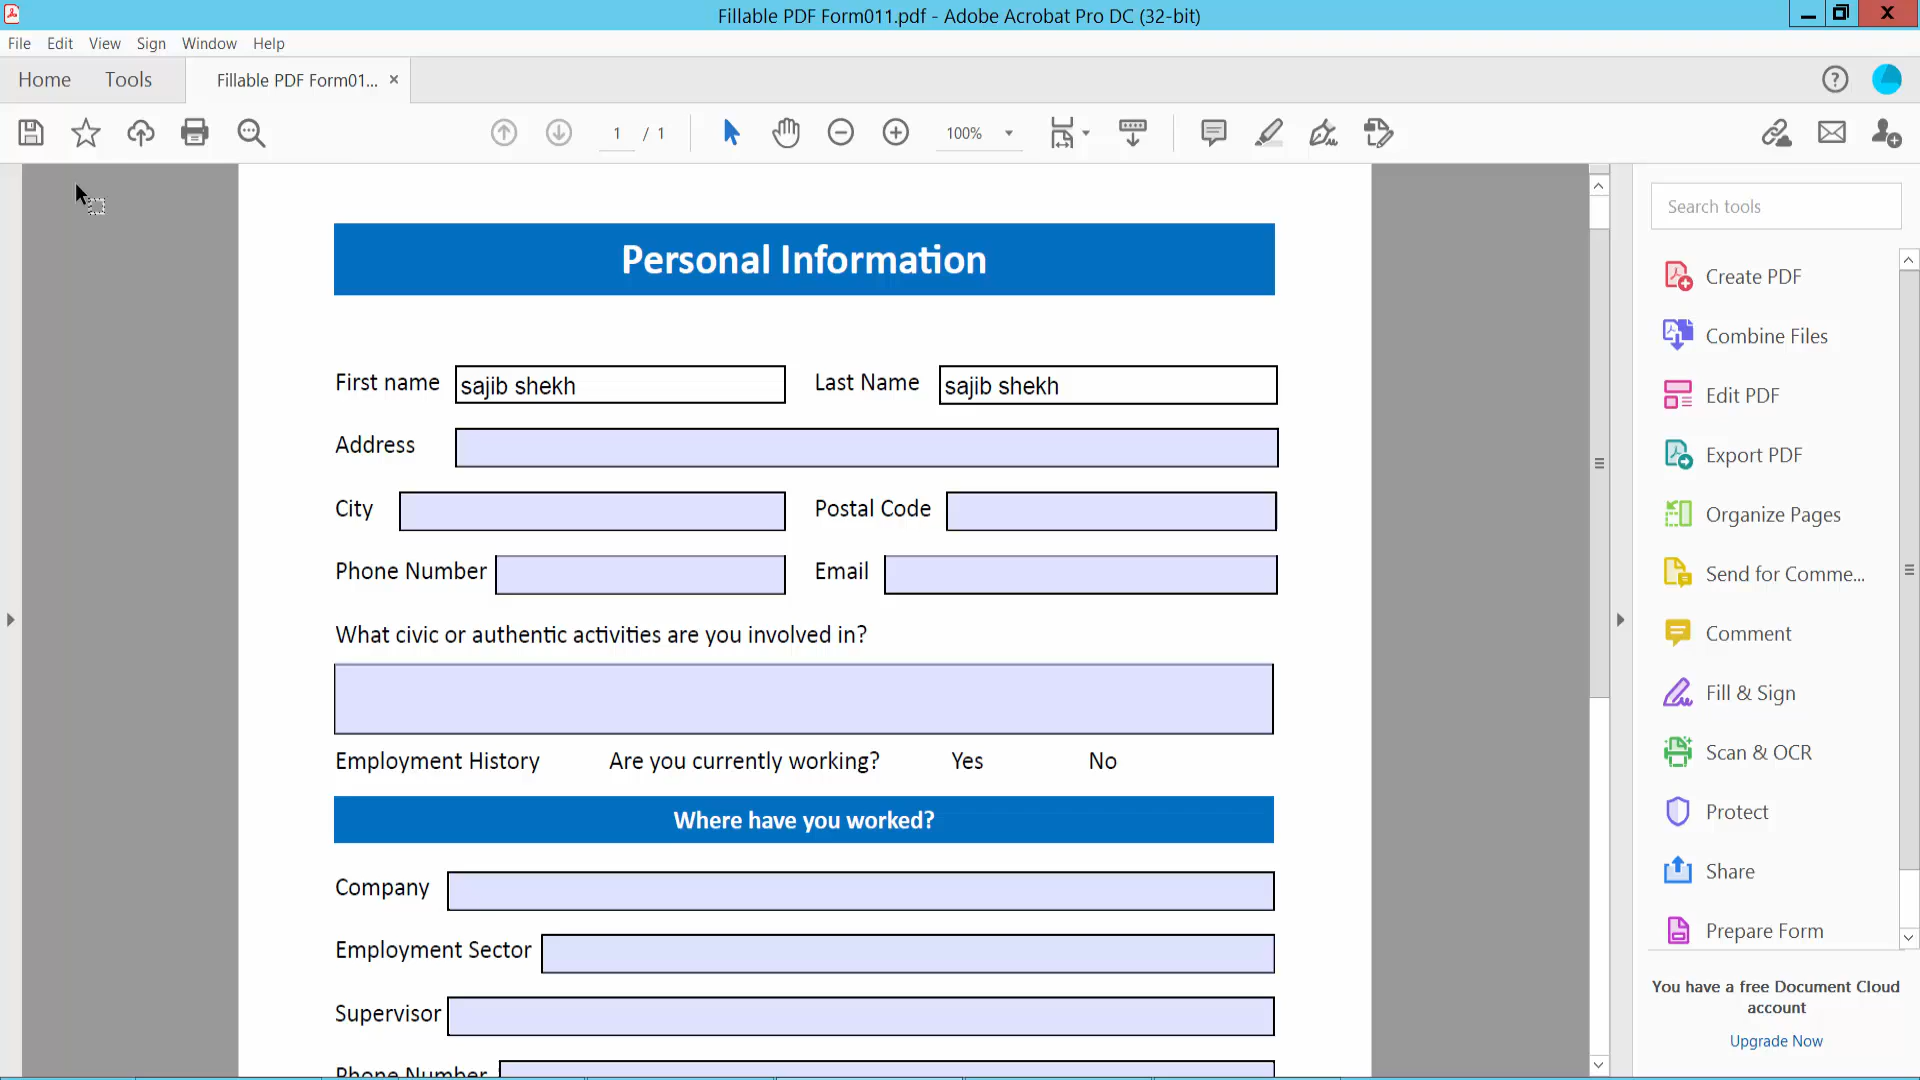 Fillable PDF Form011.pdf - Adobe Acrobat Pro DC (32-bit)
File Edit View Sign Window Help
Home Tools Fillable PDF Form01... ×
1 / 1 100%
Search tools
Personal Information
First name sajib shekh Last Name sajib shekh
Address
City Postal Code
Phone Number Email
What civic or authentic activities are you involved in?
Employment History Are you currently working? Yes No
Where have you worked?
Company
Employment Sector
Supervisor
Phone Number
Create PDF
Combine Files
Edit PDF
Export PDF
Organize Pages
Send for Comme...
Comment
Fill & Sign
Scan & OCR
Protect
Share
Prepare Form
You have a free Document Cloud
account
Upgrade Now